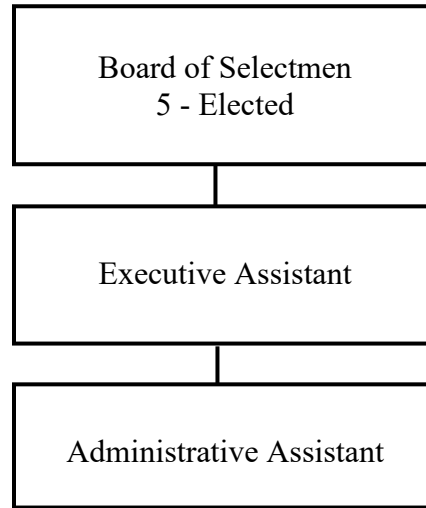 Board of Selectmen
5 - Elected
Executive Assistant
Administrative Assistant